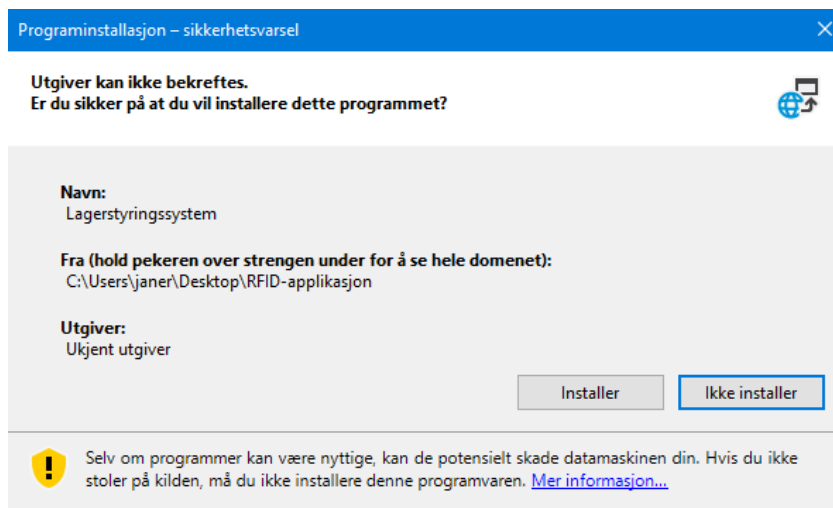 Programinstallasjon – sikkerhetsvarsel
Utgiver kan ikke bekreftes.
Er du sikker på at du vil installere dette programmet?
Navn:
Lagerstyringssystem
Fra (hold pekeren over strengen under for å se hele domenet):
C:\Users\janer\Desktop\RFID-applikasjon
Utgiver:
Ukjent utgiver
Installer
Ikke installer
Selv om programmer kan være nyttige, kan de potensielt skade datamaskinen din. Hvis du ikke
stoler på kilden, må du ikke installere denne programvaren. Mer informasjon...